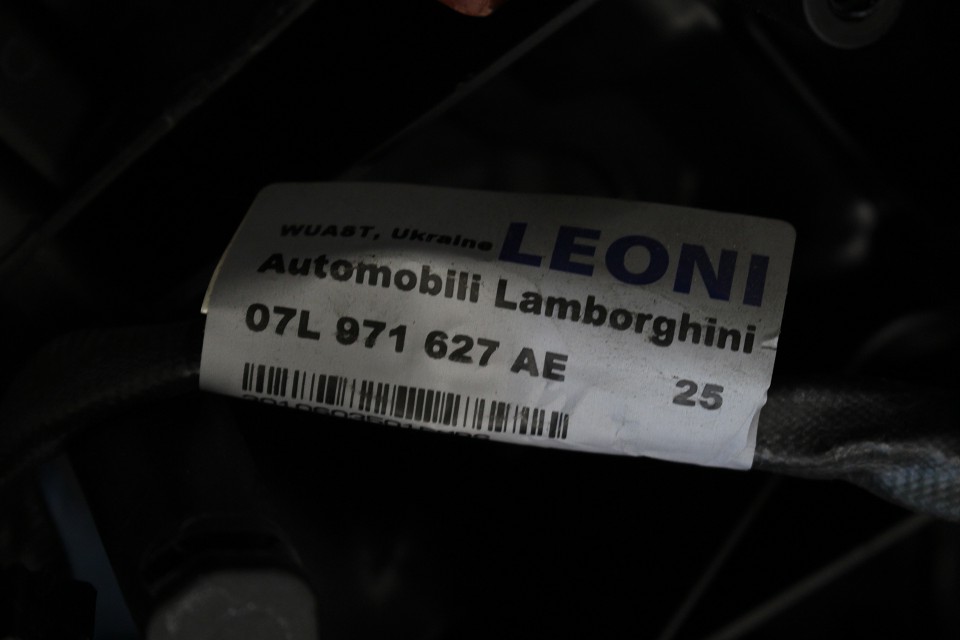 WUAST, Ukraine LEONI
Automobili Lamborghini
07L 971 627 AE 25